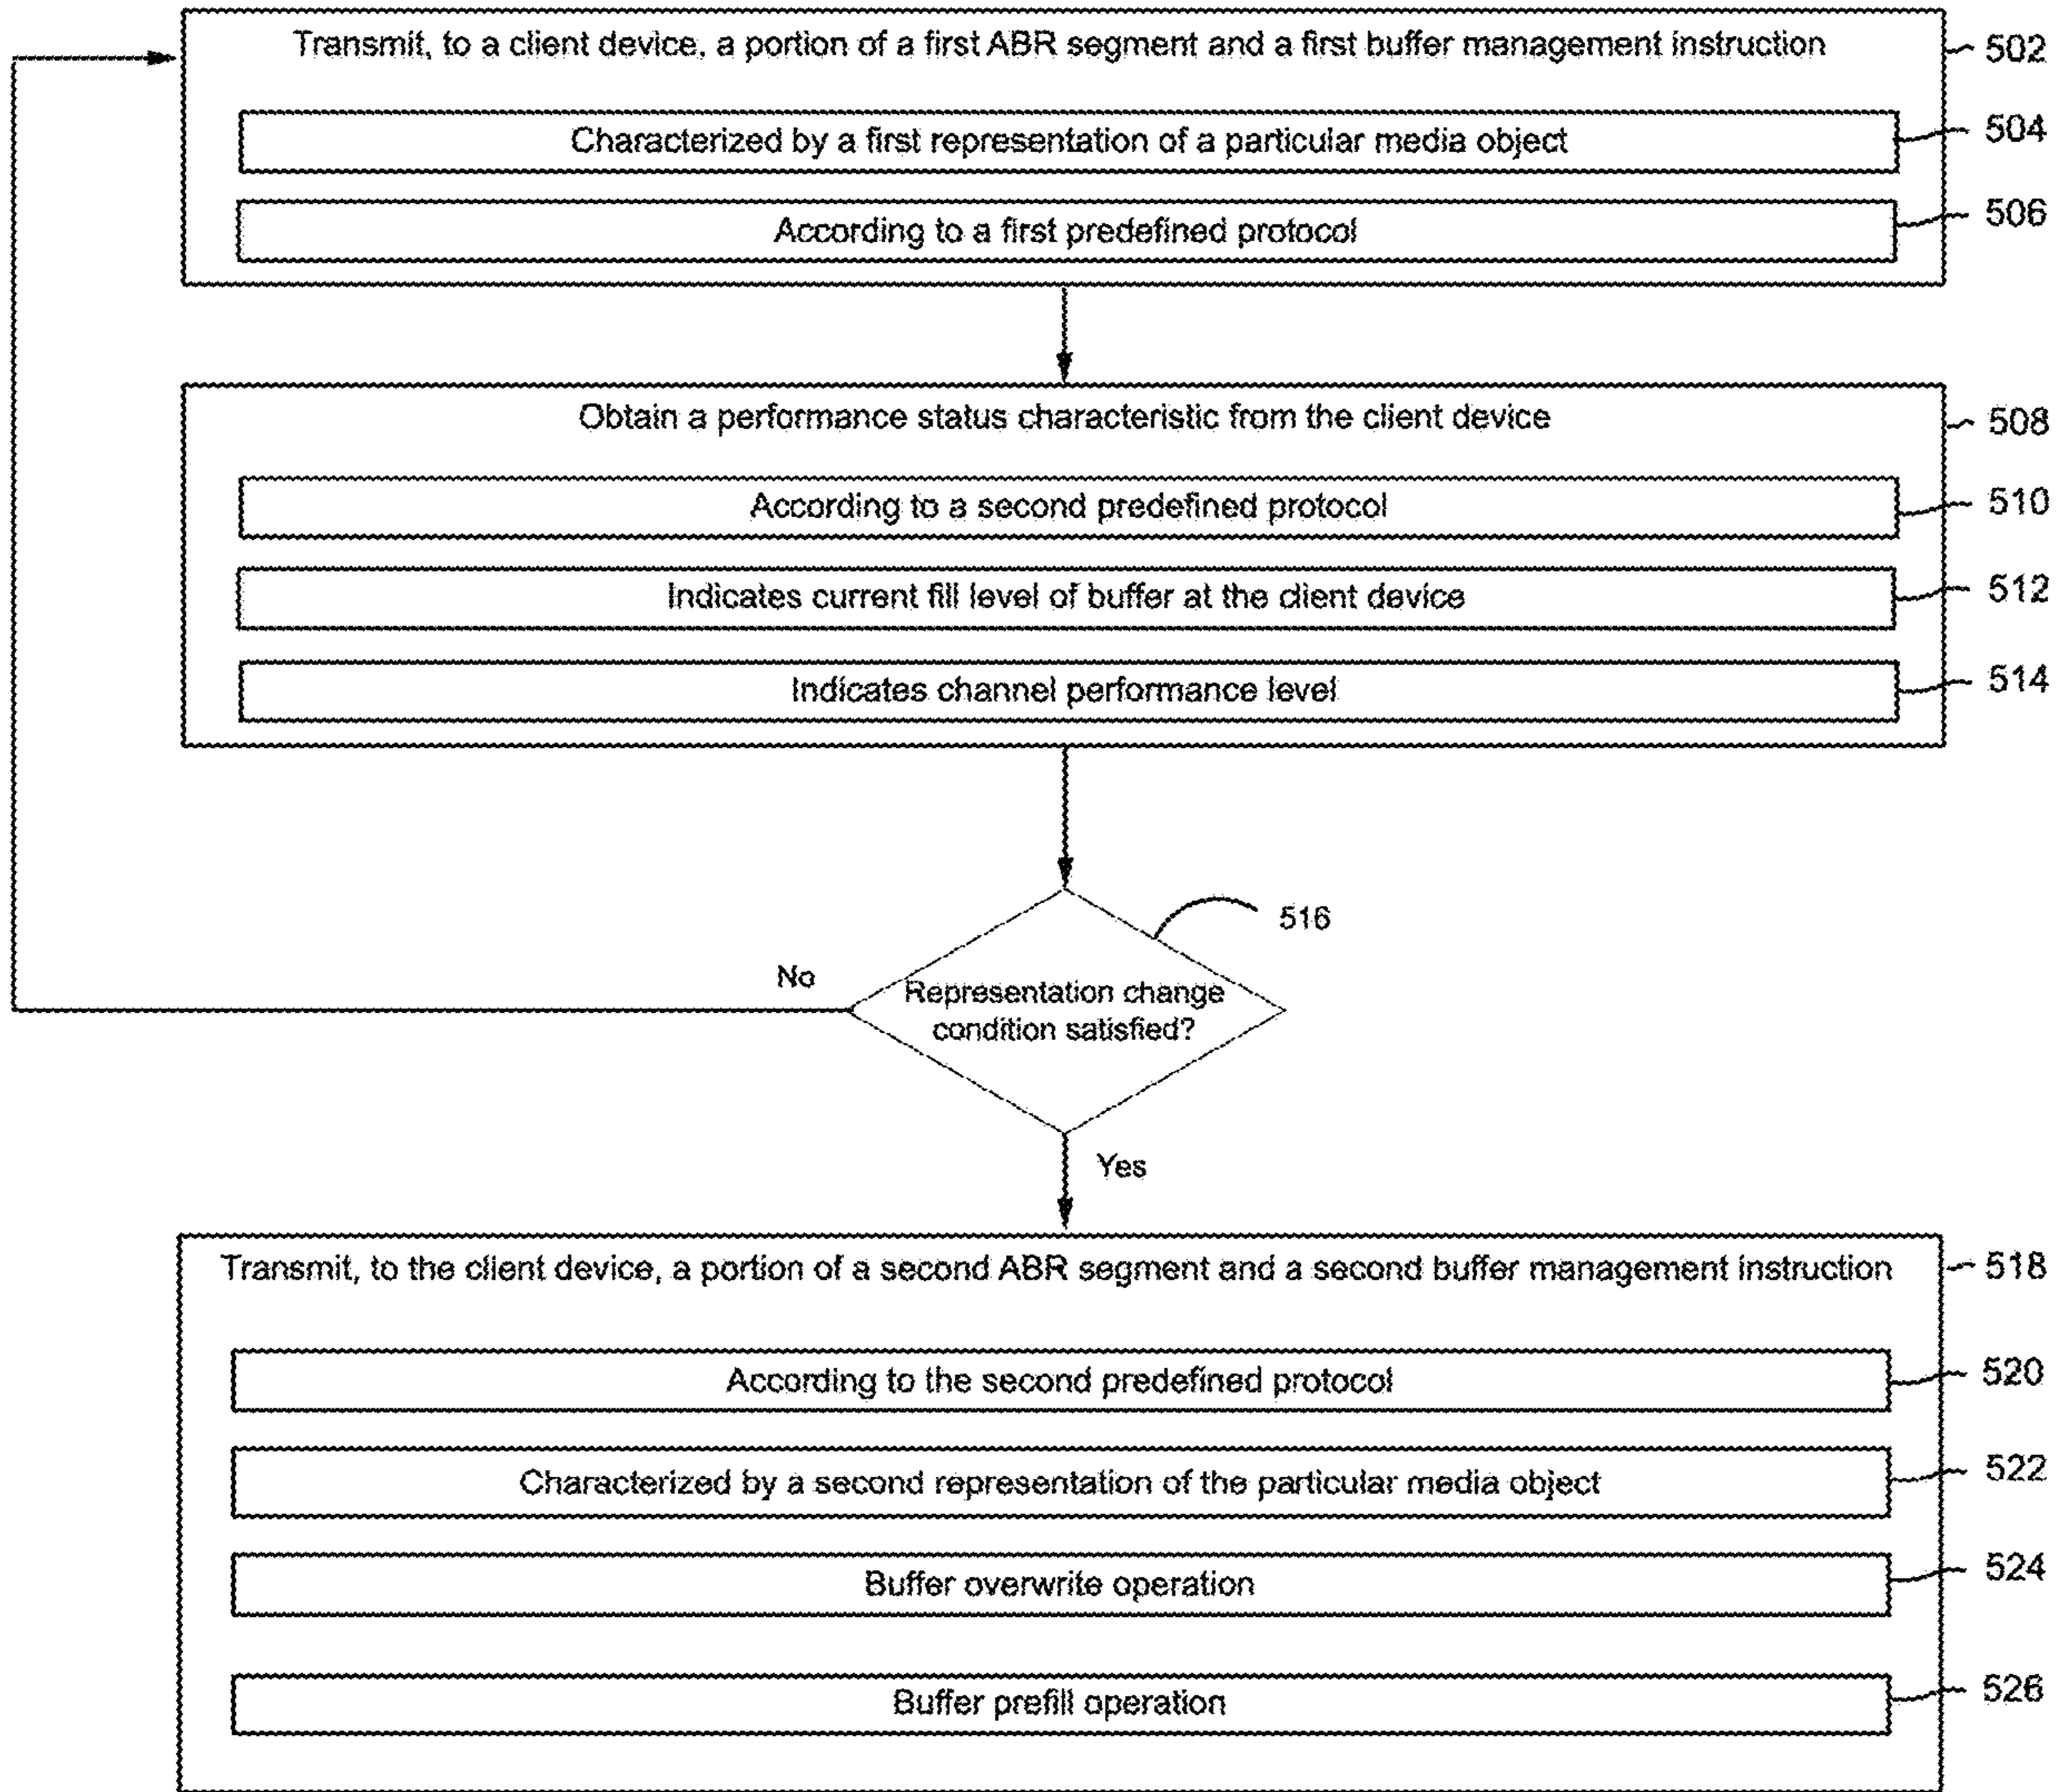 Transmit, to a client device, a portion of a first ABR segment and a first buffer management instruction
502
Characterized by a first representation of a particular media object
504
According to a first predefined protocol
506
Obtain a performance status characteristic from the client device
508
According to a second predefined protocol
510
Indicates current fill level of buffer at the client device
512
Indicates channel performance level
514
516
No
Representation change
condition satisfied?
Yes
Transmit, to the client device, a portion of a second ABR segment and a second buffer management instruction
518
According to the second predefined protocol
520
Characterized by a second representation of the particular media object
522
Buffer overwrite operation
524
Buffer prefill operation
526